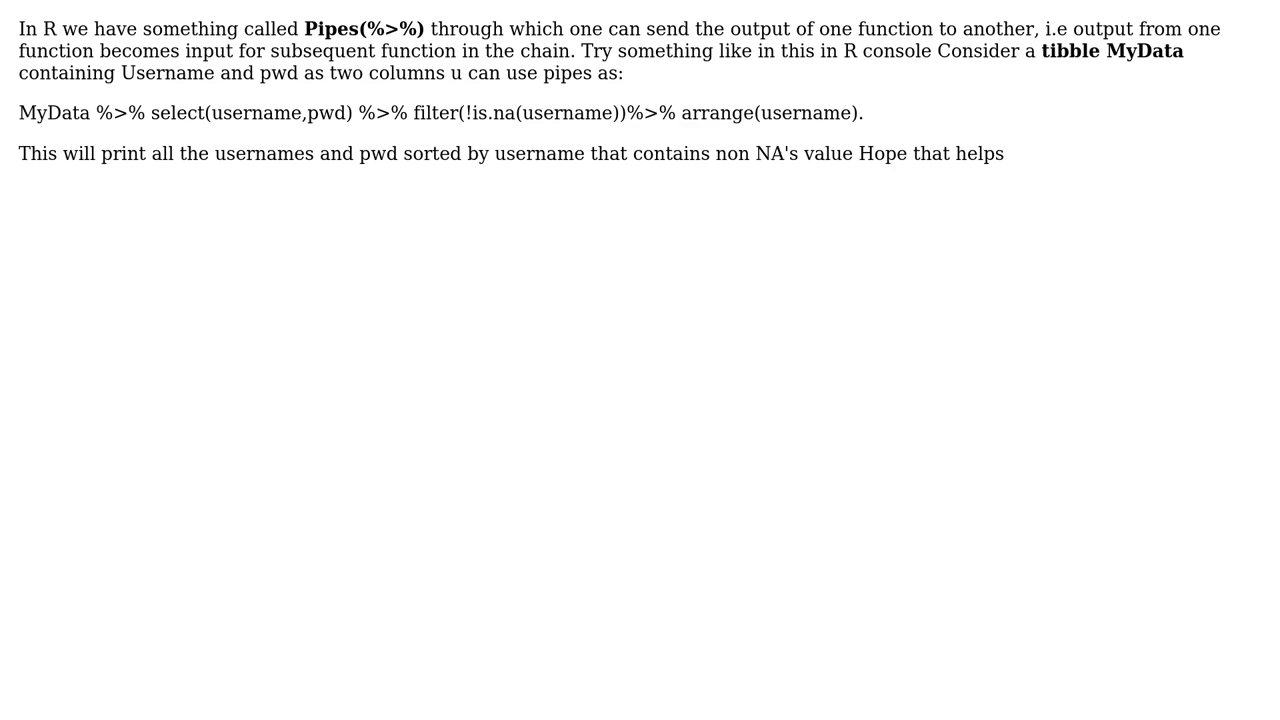 In R we have something called Pipes(%>%) through which one can send the output of one function to another, i.e output from one
function becomes input for subsequent function in the chain. Try something like in this in R console Consider a tibble MyData
containing Username and pwd as two columns u can use pipes as:
MyData %>% select(username,pwd) %>% filter(!is.na(username))%>% arrange(username).
This will print all the usernames and pwd sorted by username that contains non NA's value Hope that helps